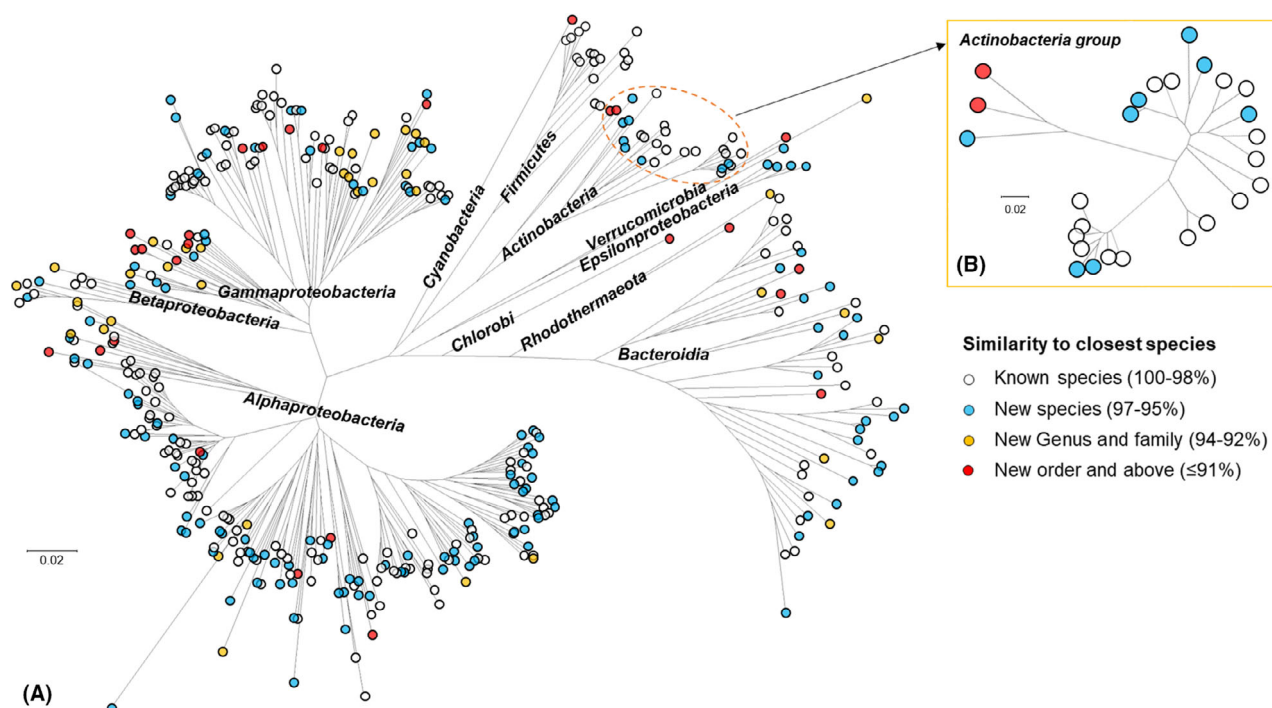 Actinobacteria group
0.02
(B)
Cyanobacteria
Firmicutes
Actinobacteria
Verrucomicrobia
Epsilonproteobacteria
Gammaproteobacteria
Betaproteobacteria
Chlorobi
Rhodothermaeota
Bacteroidia
Alphaproteobacteria
Similarity to closest species
Known species (100-98%)
New species (97-95%)
New Genus and family (94-92%)
New order and above (≤91%)
0.02
(A)